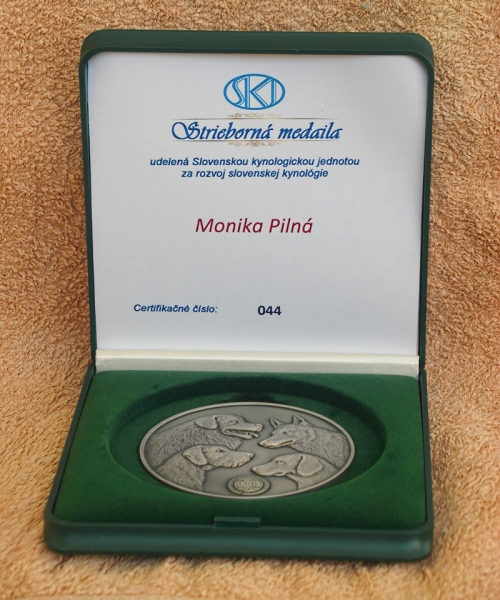 SKJ
Strieborná medaila
udelená Slovenskou kynologickou jednotou
za rozvoj slovenskej kynológie
Monika Pilná
Certifikačné číslo: 044